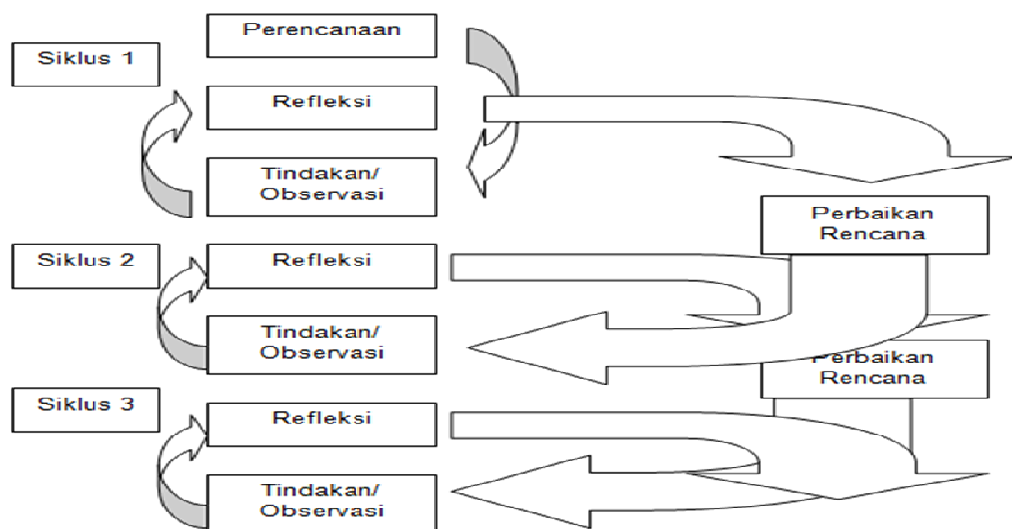 Siklus 1
Perencanaan
Refleksi
Tindakan/
Observasi
Perbaikan
Rencana
Siklus 2
Refleksi
Tindakan/
Observasi
Perbaikan
Rencana
Siklus 3
Refleksi
Tindakan/
Observasi